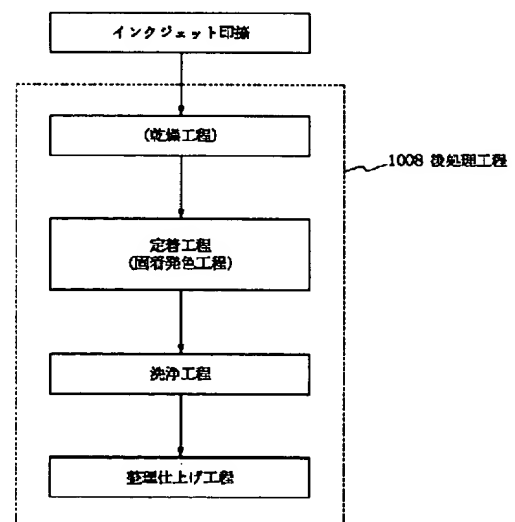 インクジェット印捺
(乾燥工程)
1008 後処理工程
定着工程
(固着発色工程)
洗浄工程
整理仕上げ工程